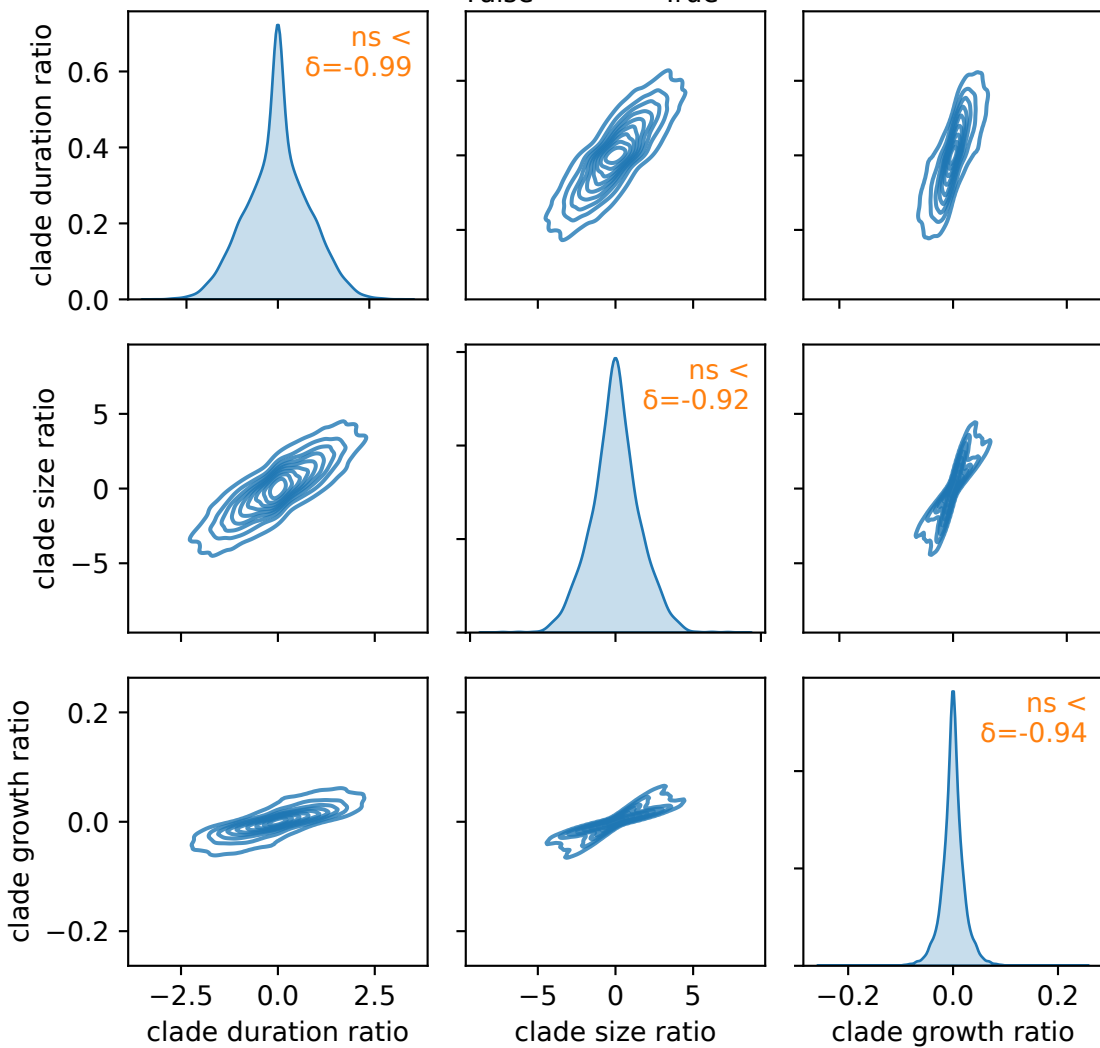 True
clade duration ratio
0.6
0.4
0.2
0.0
ns <
δ=-0.99
clade size ratio
5
0
−5
ns <
δ=-0.92
clade growth ratio
0.2
0.0
−0.2
ns <
δ=-0.94
−2.5 0.0 2.5
−5 0 5
−0.2 0.0 0.2
clade duration ratio
clade size ratio
clade growth ratio